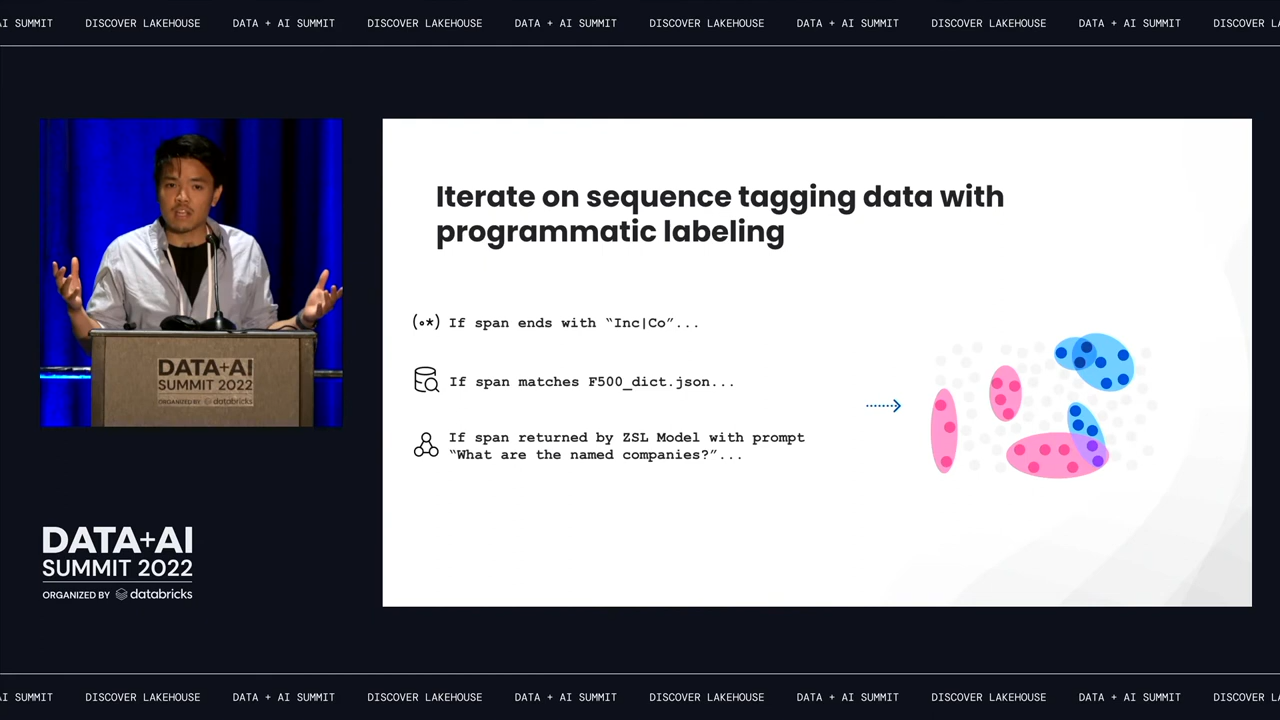 AI SUMMIT DISCOVER LAKEHOUSE DATA + AI SUMMIT DISCOVER LAKEHOUSE DATA + AI SUMMIT DISCOVER LAKEHOUSE DATA + AI SUMMIT DISCOVER LAKEHOUSE DATA + AI SUMMIT DISCOVER L
Iterate on sequence tagging data with
programmatic labeling
(∘*) If span ends with “Inc|Co”...
If span matches F500_dict.json...
If span returned by ZSL Model with prompt
“What are the named companies?”...
DATA+AI
SUMMIT 2022
ORGANIZED BY databricks
DATA+AI
SUMMIT 2022
ORGANIZED BY databricks
AI SUMMIT DISCOVER LAKEHOUSE DATA + AI SUMMIT DISCOVER LAKEHOUSE DATA + AI SUMMIT DISCOVER LAKEHOUSE DATA + AI SUMMIT DISCOVER LAKEHOUSE DATA + AI SUMMIT DISCOVER L